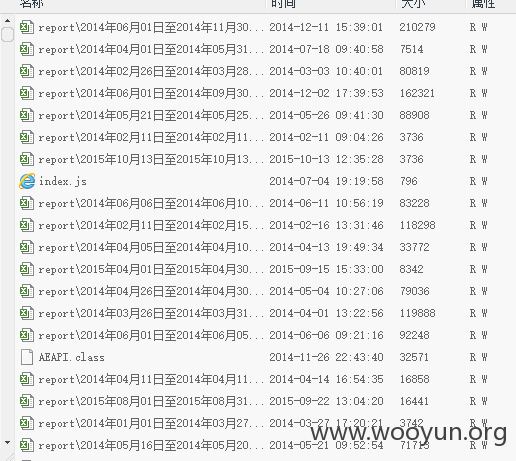 名称 时间 大小 属性
report\2014年06月01日至2014年11月30... 2014-12-11 15:39:01 210279 R W
report\2014年04月01日至2014年05月31... 2014-07-18 09:40:58 7514 R W
report\2014年02月26日至2014年03月28... 2014-03-03 10:40:01 80819 R W
report\2014年06月01日至2014年09月30... 2014-12-02 17:39:53 162321 R W
report\2014年05月21日至2014年05月25... 2014-05-26 09:41:30 88908 R W
report\2014年02月11日至2014年02月11... 2014-02-11 09:04:26 3736 R W
report\2015年10月13日至2015年10月13... 2015-10-13 12:35:28 3736 R W
index.js 2014-07-04 19:19:58 796 R W
report\2014年06月06日至2014年06月10... 2014-06-11 10:56:19 83228 R W
report\2014年02月11日至2014年02月15... 2014-02-16 13:31:46 118298 R W
report\2014年04月05日至2014年04月10... 2014-04-13 19:49:34 33772 R W
report\2015年04月01日至2015年04月30... 2015-09-15 15:33:00 8342 R W
report\2014年04月26日至2014年04月30... 2014-05-04 10:27:06 79036 R W
report\2014年03月26日至2014年03月31... 2014-04-01 13:22:56 119888 R W
report\2014年06月01日至2014年06月05... 2014-06-06 09:21:16 92248 R W
AEAPI.class 2014-11-26 22:43:40 32571 R W
report\2014年04月11日至2014年04月11... 2014-04-14 16:54:35 16858 R W
report\2015年08月01日至2015年08月31... 2015-09-22 13:04:20 16441 R W
report\2014年01月01日至2014年03月27... 2014-03-27 17:20:21 3742 R W
report\2014年05月16日至2014年05月20... 2014-05-21 09:52:54 71713 R W
www.wooyun.org